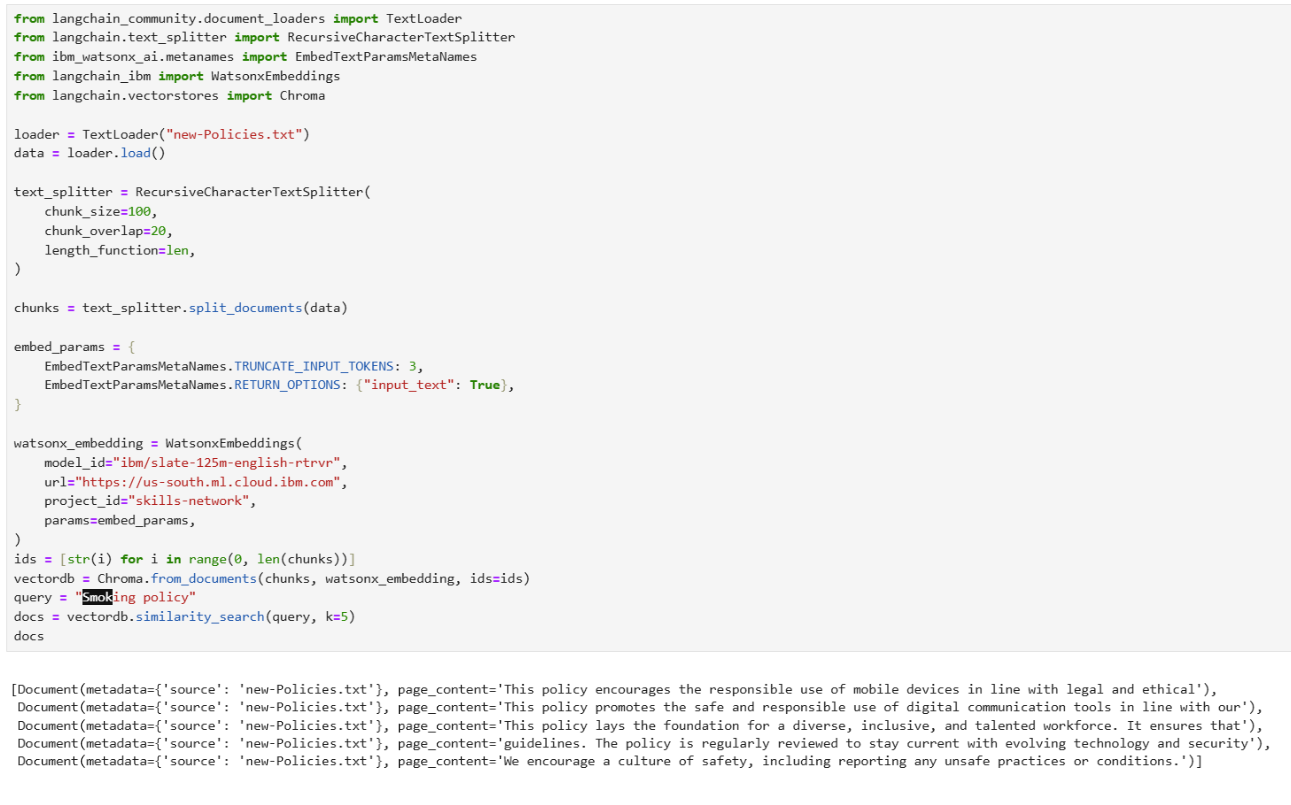 from langchain_community.document_loaders import TextLoader
from langchain.text_splitter import RecursiveCharacterTextSplitter
from ibm_watsonx_ai.metanames import EmbedTextParamsMetaNames
from langchain_ibm import WatsonxEmbeddings
from langchain.vectorstores import Chroma

loader = TextLoader("new-Policies.txt")
data = loader.load()

text_splitter = RecursiveCharacterTextSplitter(
    chunk_size=100,
    chunk_overlap=20,
    length_function=len,
)

chunks = text_splitter.split_documents(data)

embed_params = {
    EmbedTextParamsMetaNames.TRUNCATE_INPUT_TOKENS: 3,
    EmbedTextParamsMetaNames.RETURN_OPTIONS: {"input_text": True},
}

watsonx_embedding = WatsonxEmbeddings(
    model_id="ibm/slate-125m-english-rtrvr",
    url="https://us-south.ml.cloud.ibm.com",
    project_id="skills-network",
    params=embed_params,
)
ids = [str(i) for i in range(0, len(chunks))]
vectordb = Chroma.from_documents(chunks, watsonx_embedding, ids=ids)
query = "Smoking policy"
docs = vectordb.similarity_search(query, k=5)
docs

[Document(metadata={'source': 'new-Policies.txt'}, page_content='This policy encourages the responsible use of mobile devices in line with legal and ethical'),
 Document(metadata={'source': 'new-Policies.txt'}, page_content='This policy promotes the safe and responsible use of digital communication tools in line with our'),
 Document(metadata={'source': 'new-Policies.txt'}, page_content='This policy lays the foundation for a diverse, inclusive, and talented workforce. It ensures that'),
 Document(metadata={'source': 'new-Policies.txt'}, page_content='guidelines. The policy is regularly reviewed to stay current with evolving technology and security'),
 Document(metadata={'source': 'new-Policies.txt'}, page_content='We encourage a culture of safety, including reporting any unsafe practices or conditions.')]